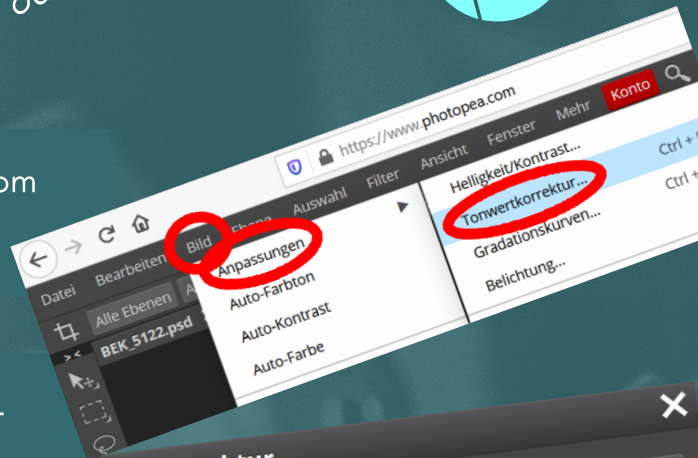 om
https://www.photopea.com
Datei Bearbeiten Bild Ebene Auswahl Filter Ansicht Fenster Mehr Konto
Alle Ebenen
BEK_5122.psd
Anpassungen
Auto-Farbton
Auto-Kontrast
Auto-Farbe
Helligkeit/Kontrast...
Tonwertkorrektur... Ctrl +
Gradationskurven... Ctrl +
Belichtung...